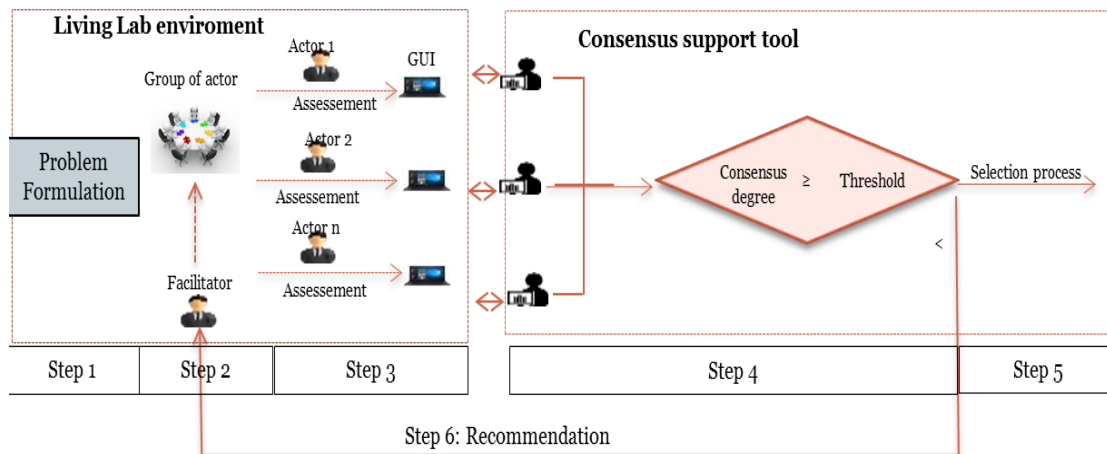 Living Lab enviroment
Group of actor
Problem
Formulation
Facilitator
Actor 1
Assessement
GUI
Actor 2
Assessement
Actor n
Assessement
Consensus support tool
Consensus
degree
≥
Threshold
Selection process
<
Step 1
Step 2
Step 3
Step 4
Step 5
Step 6: Recommendation